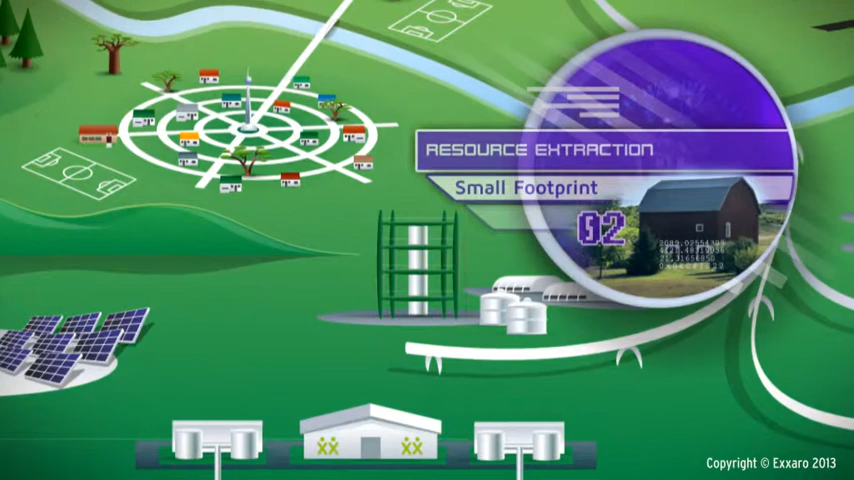 RESOURCE EXTRACTION
Small Footprint
02
Copyright © Exxaro 2013